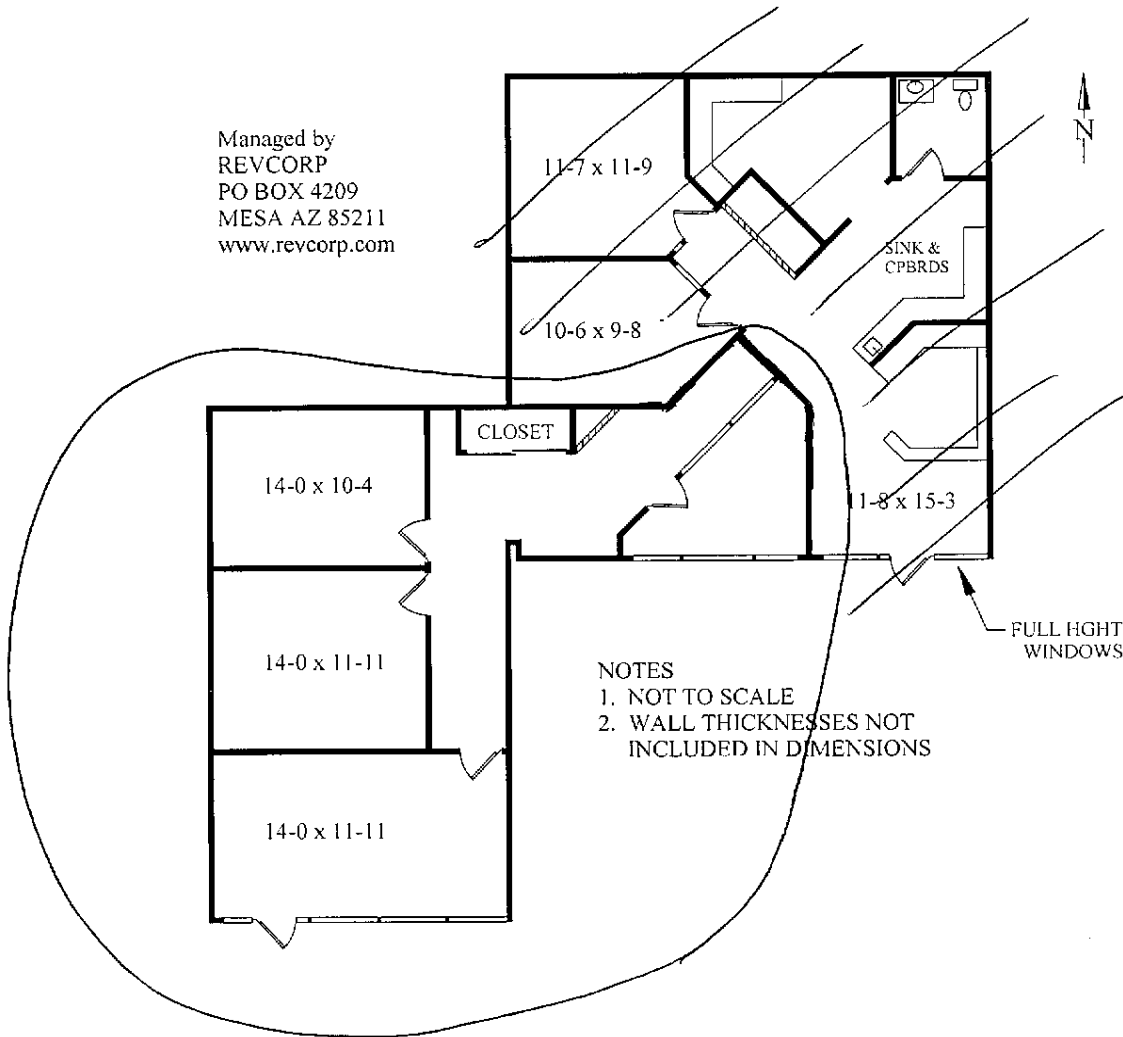 Managed by
REVCORP
PO BOX 4209
MESA AZ 85211
www.revcorp.com
N
11-7 x 11-9
SINK &
CPBRDS
10-6 x 9-8
CLOSET
14-0 x 10-4
11-8 x 15-3
FULL HGHT
WINDOWS
14-0 x 11-11
NOTES
1. NOT TO SCALE
2. WALL THICKNESSES NOT
INCLUDED IN DIMENSIONS
14-0 x 11-11